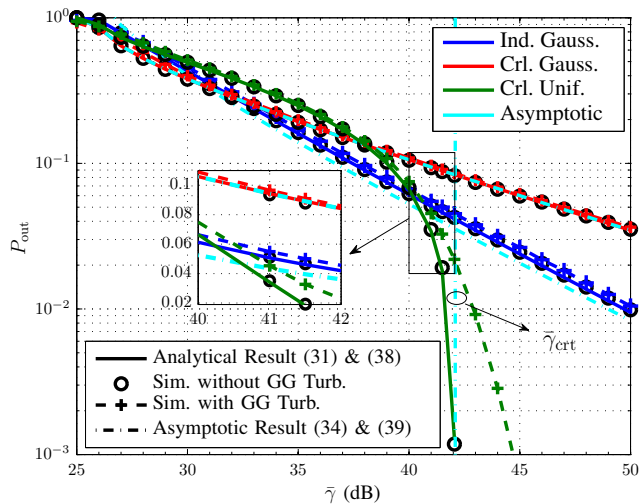 10^0
10^{-1}
10^{-2}
10^{-3}
P_out
Ind. Gauss.
Crl. Gauss.
Crl. Unif.
Asymptotic
0.1
0.08
0.06
0.04
0.02
40 41 42
γ̄_crt
Analytical Result (31) & (38)
Sim. without GG Turb.
Sim. with GG Turb.
Asymptotic Result (34) & (39)
25 30 35 40 45 50
γ̄ (dB)